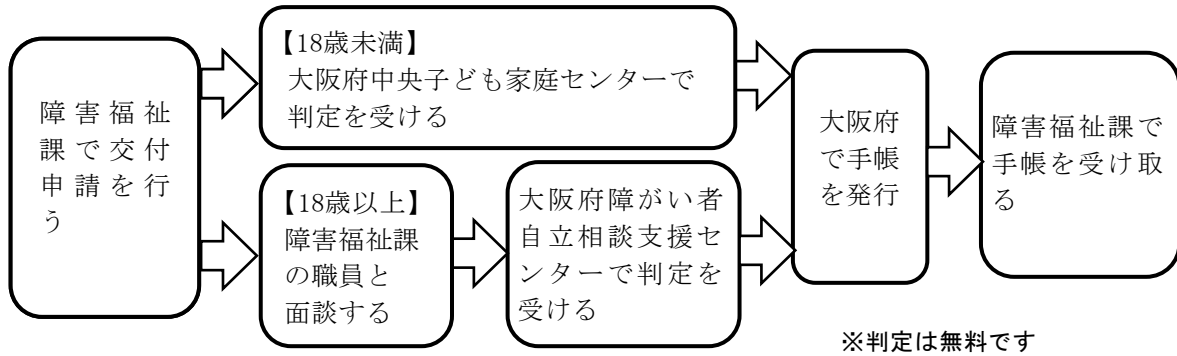 障害福祉
課で交付
申請を行
う
【18歳未満】
大阪府中央子ども家庭センターで
判定を受ける
【18歳以上】
障害福祉課
の職員と
面談する
大阪府障がい者
自立相談支援セ
ンターで判定を
受ける
大阪府
で手帳
を発行
障害福祉課で
手帳を受け取
る
※判定は無料です